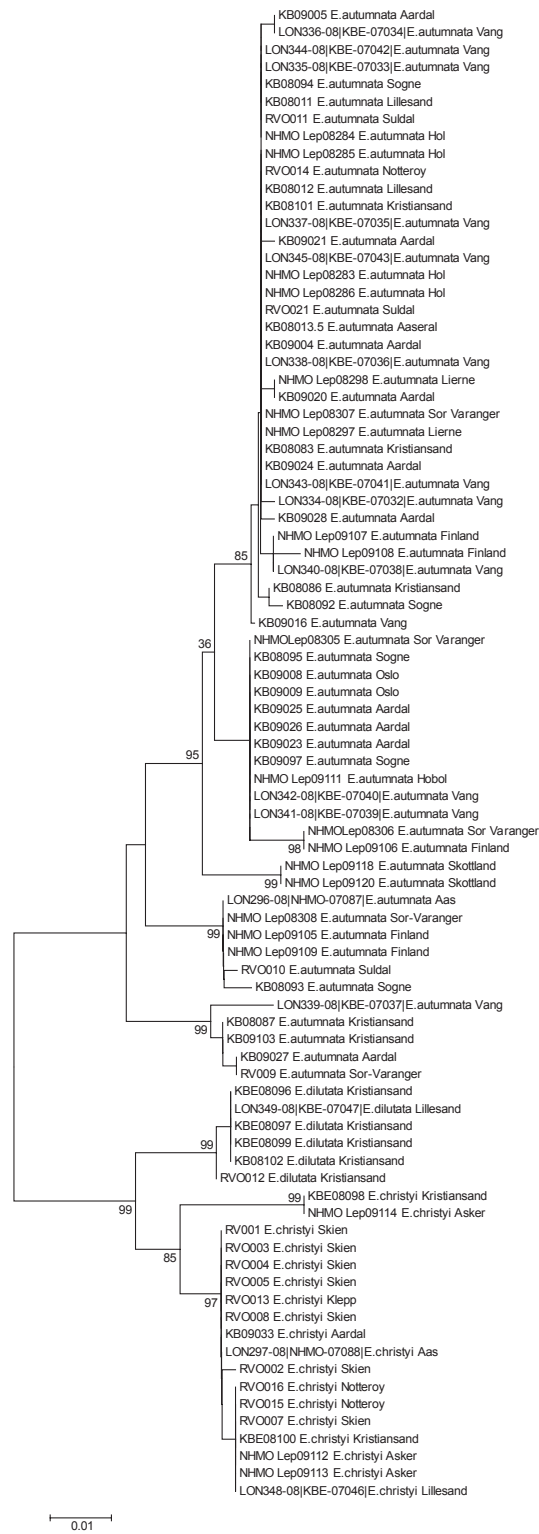 KB09005 E.autumnata Aardal
LON336-08|KBE-07034|E.autumnata Vang
LON344-08|KBE-07042|E.autumnata Vang
LON335-08|KBE-07033|E.autumnata Vang
KB08094 E.autumnata Sogne
KB08011 E.autumnata Lillesand
RVO011 E.autumnata Suldal
NHMO Lep08284 E.autumnata Hol
NHMO Lep08285 E.autumnata Hol
RVO014 E.autumnata Notteroy
KB08012 E.autumnata Lillesand
KB08101 E.autumnata Kristiansand
LON337-08|KBE-07035|E.autumnata Vang
KB09021 E.autumnata Aardal
LON345-08|KBE-07043|E.autumnata Vang
NHMO Lep08283 E.autumnata Hol
NHMO Lep08286 E.autumnata Hol
RVO021 E.autumnata Suldal
KB08013.5 E.autumnata Aaseral
KB09004 E.autumnata Aardal
LON338-08|KBE-07036|E.autumnata Vang
NHMO Lep08298 E.autumnata Lierne
KB09020 E.autumnata Aardal
NHMO Lep08307 E.autumnata Sor Varanger
NHMO Lep08297 E.autumnata Lierne
KB08083 E.autumnata Kristiansand
KB09024 E.autumnata Aardal
LON343-08|KBE-07041|E.autumnata Vang
LON334-08|KBE-07032|E.autumnata Vang
KB09028 E.autumnata Aardal
NHMO Lep09107 E.autumnata Finland
NHMO Lep09108 E.autumnata Finland
85 LON340-08|KBE-07038|E.autumnata Vang
KB08086 E.autumnata Kristiansand
KB08092 E.autumnata Sogne
KB09016 E.autumnata Vang
36 NHMOLep08305 E.autumnata Sor Varanger
KB08095 E.autumnata Sogne
KB09008 E.autumnata Oslo
KB09009 E.autumnata Oslo
KB09025 E.autumnata Aardal
KB09026 E.autumnata Aardal
95 KB09023 E.autumnata Aardal
KB09097 E.autumnata Sogne
NHMO Lep09111 E.autumnata Hobol
LON342-08|KBE-07040|E.autumnata Vang
LON341-08|KBE-07039|E.autumnata Vang
NHMOLep08306 E.autumnata Sor Varanger
98 NHMO Lep09106 E.autumnata Finland
NHMO Lep09118 E.autumnata Skottland
99 NHMO Lep09120 E.autumnata Skottland
LON296-08|NHMO-07087|E.autumnata Aas
NHMO Lep08308 E.autumnata Sor-Varanger
99 NHMO Lep09105 E.autumnata Finland
NHMO Lep09109 E.autumnata Finland
RVO010 E.autumnata Suldal
KB08093 E.autumnata Sogne
LON339-08|KBE-07037|E.autumnata Vang
99 KB08087 E.autumnata Kristiansand
KB09103 E.autumnata Kristiansand
KB09027 E.autumnata Aardal
RV009 E.autumnata Sor-Varanger
KBE08096 E.dilutata Kristiansand
LON349-08|KBE-07047|E.dilutata Lillesand
KBE08097 E.dilutata Kristiansand
99 KBE08099 E.dilutata Kristiansand
KB08102 E.dilutata Kristiansand
RVO012 E.dilutata Kristiansand
99 KBE08098 E.christyi Kristiansand
99 NHMO Lep09114 E.christyi Asker
RV001 E.christyi Skien
RVO003 E.christyi Skien
85 RVO004 E.christyi Skien
RVO005 E.christyi Skien
97 RVO013 E.christyi Klepp
RVO008 E.christyi Skien
KB09033 E.christyi Aardal
LON297-08|NHMO-07088|E.christyi Aas
RVO002 E.christyi Skien
RVO016 E.christyi Notteroy
RVO015 E.christyi Notteroy
RVO007 E.christyi Skien
KBE08100 E.christyi Kristiansand
NHMO Lep09112 E.christyi Asker
NHMO Lep09113 E.christyi Asker
LON348-08|KBE-07046|E.christyi Lillesand
0.01